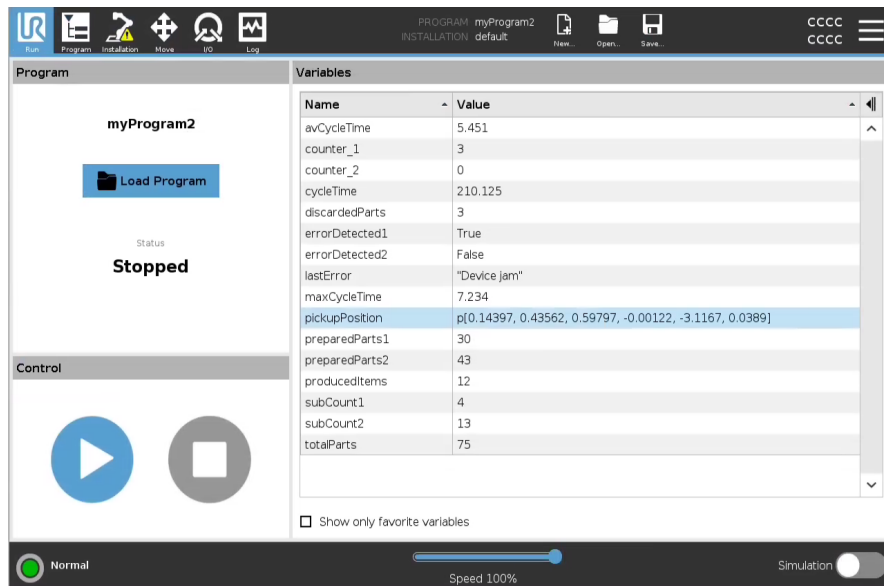 UR
PROGRAM myProgram2
INSTALLATION default
CCCC
CCCC
Run
Program
Installation
Move
I/O
Log
New...
Open...
Save...
Program
myProgram2
Load Program
Status
Stopped
Control
Variables
Name Value
avCycleTime 5.451
counter_1 3
counter_2 0
cycleTime 210.125
discardedParts 3
errorDetected1 True
errorDetected2 False
lastError "Device jam"
maxCycleTime 7.234
pickupPosition p[0.14397, 0.43562, 0.59797, -0.00122, -3.1167, 0.0389]
preparedParts1 30
preparedParts2 43
producedItems 12
subCount1 4
subCount2 13
totalParts 75
Show only favorite variables
Normal
Speed 100%
Simulation